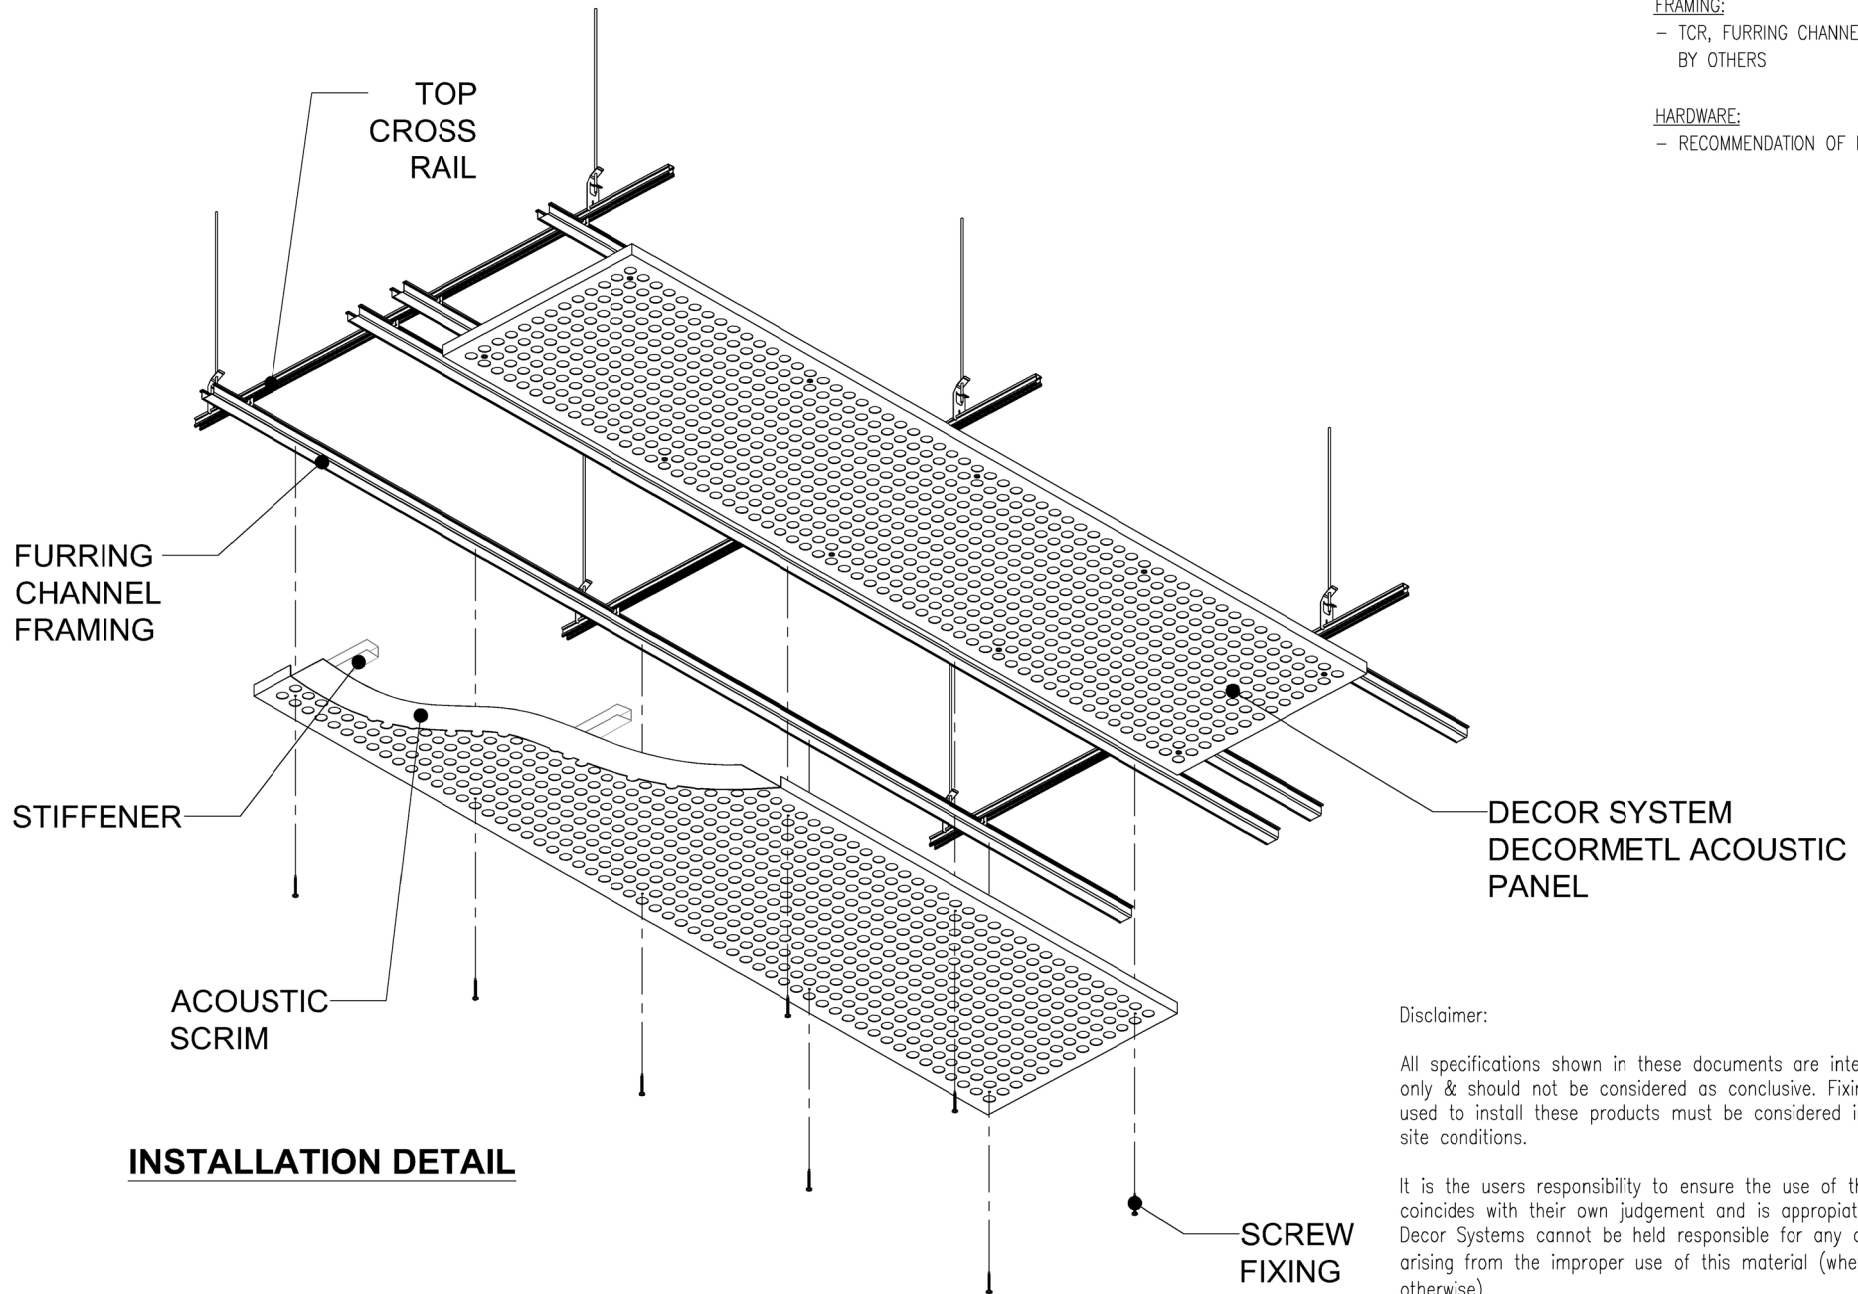 FRAMING:
– TCR, FURRING CHANNE
BY OTHERS
HARDWARE:
– RECOMMENDATION OF
TOP
CROSS
RAIL
FURRING
CHANNEL
FRAMING
STIFFENER
ACOUSTIC
SCRIM
DECOR SYSTEM
DECORMETL ACOUSTIC
PANEL
SCREW
FIXING
INSTALLATION DETAIL
Disclaimer:
All specifications shown in these documents are inte
only & should not be considered as conclusive. Fixin
used to install these products must be considered i
site conditions.
It is the users responsibility to ensure the use of th
coincides with their own judgement and is appropiat
Decor Systems cannot be held responsible for any
arising from the improper use of this material (whe
otherwise)